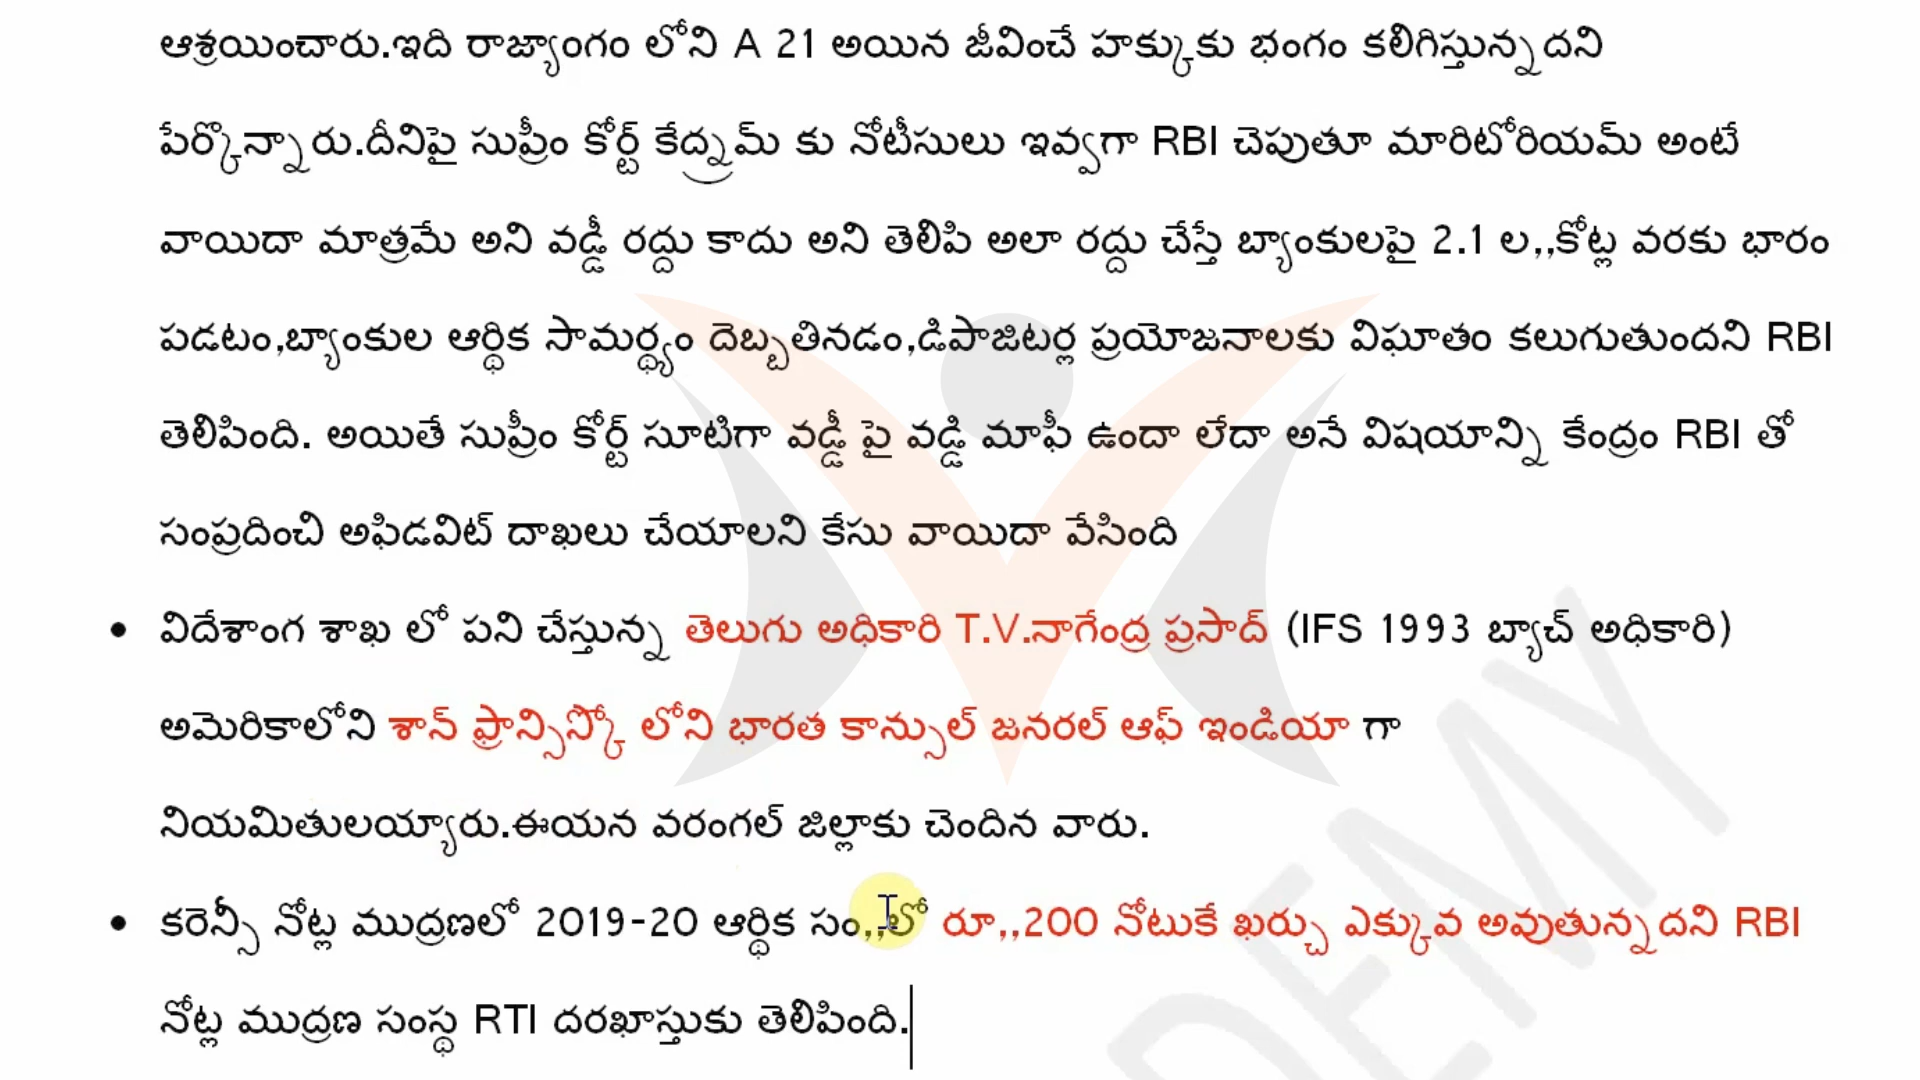 ఆశ్రయించారు.ఇది రాజ్యాంగం లోని A 21 అయిన జీవించే హక్కుకు భంగం కలిగిస్తున్నదని
పేర్కొన్నారు.దీనిపై సుప్రీం కోర్ట్ కేద్న్రమ్ కు నోటీసులు ఇవ్వగా RBI చెపుతూ మారిటోరియమ్ అంటే
వాయిదా మాత్రమే అని వడ్డీ రద్దు కాదు అని తెలిపి అలా రద్దు చేస్తే బ్యాంకులపై 2.1 ల,,కోట్ల వరకు భారం
పడటం,బ్యాంకుల ఆర్థిక సామర్థ్యం దెబ్బతినడం,డిపాజిటర్ల ప్రయోజనాలకు విఘాతం కలుగుతుందని RBI
తెలిపింది. అయితే సుప్రీం కోర్ట్ సూటిగా వడ్డీ పై వడ్డి మాఫీ ఉందా లేదా అనే విషయాన్ని కేంద్రం RBI తో
సంప్రదించి అఫిడవిట్ దాఖలు చేయాలని కేసు వాయిదా వేసింది
• విదేశాంగ శాఖ లో పని చేస్తున్న తెలుగు అధికారి T.V.నాగేంద్ర ప్రసాద్ (IFS 1993 బ్యాచ్ అధికారి)
అమెరికాలోని శాన్ ఫ్రాన్సిస్కో లోని భారత కాన్సుల్ జనరల్ ఆఫ్ ఇండియా గా
నియమితులయ్యారు.ఈయన వరంగల్ జిల్లాకు చెందిన వారు.
• కరెన్సీ నోట్ల ముద్రణలో 2019-20 ఆర్థిక సం,,లో రూ,,200 నోటుకే ఖర్చు ఎక్కువ అవుతున్నదని RBI
నోట్ల ముద్రణ సంస్థ RTI దరఖాస్తుకు తెలిపింది.